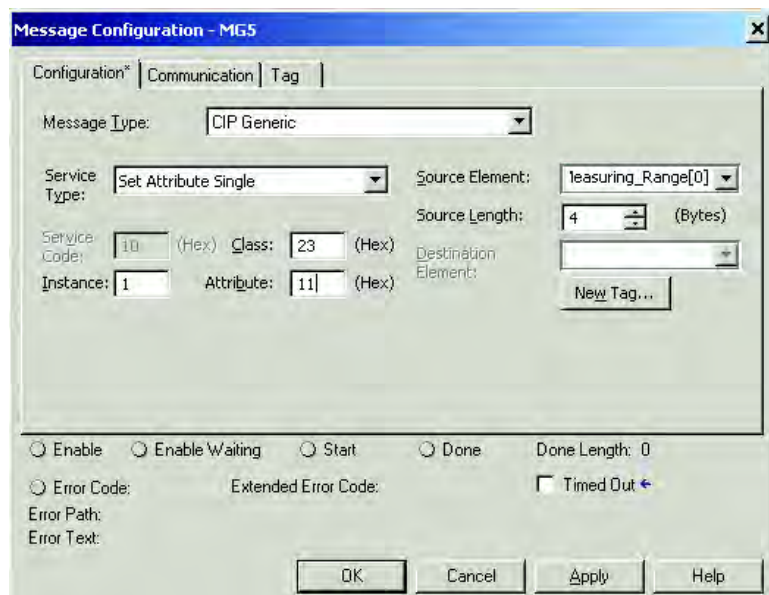 Message Configuration - MG5
Configuration* Communication Tag
Message Type: CIP Generic
Service Type: Set Attribute Single
Source Element: leasuring_Range[0]
Source Length: 4 (Bytes)
Service Code: 10 (Hex) Class: 23 (Hex)
Destination Element:
Instance: 1 Attribute: 11 (Hex)
New Tag...
Enable Enable Waiting Start Done Done Length: 0
Error Code: Extended Error Code: Timed Out
Error Path:
Error Text:
OK Cancel Apply Help